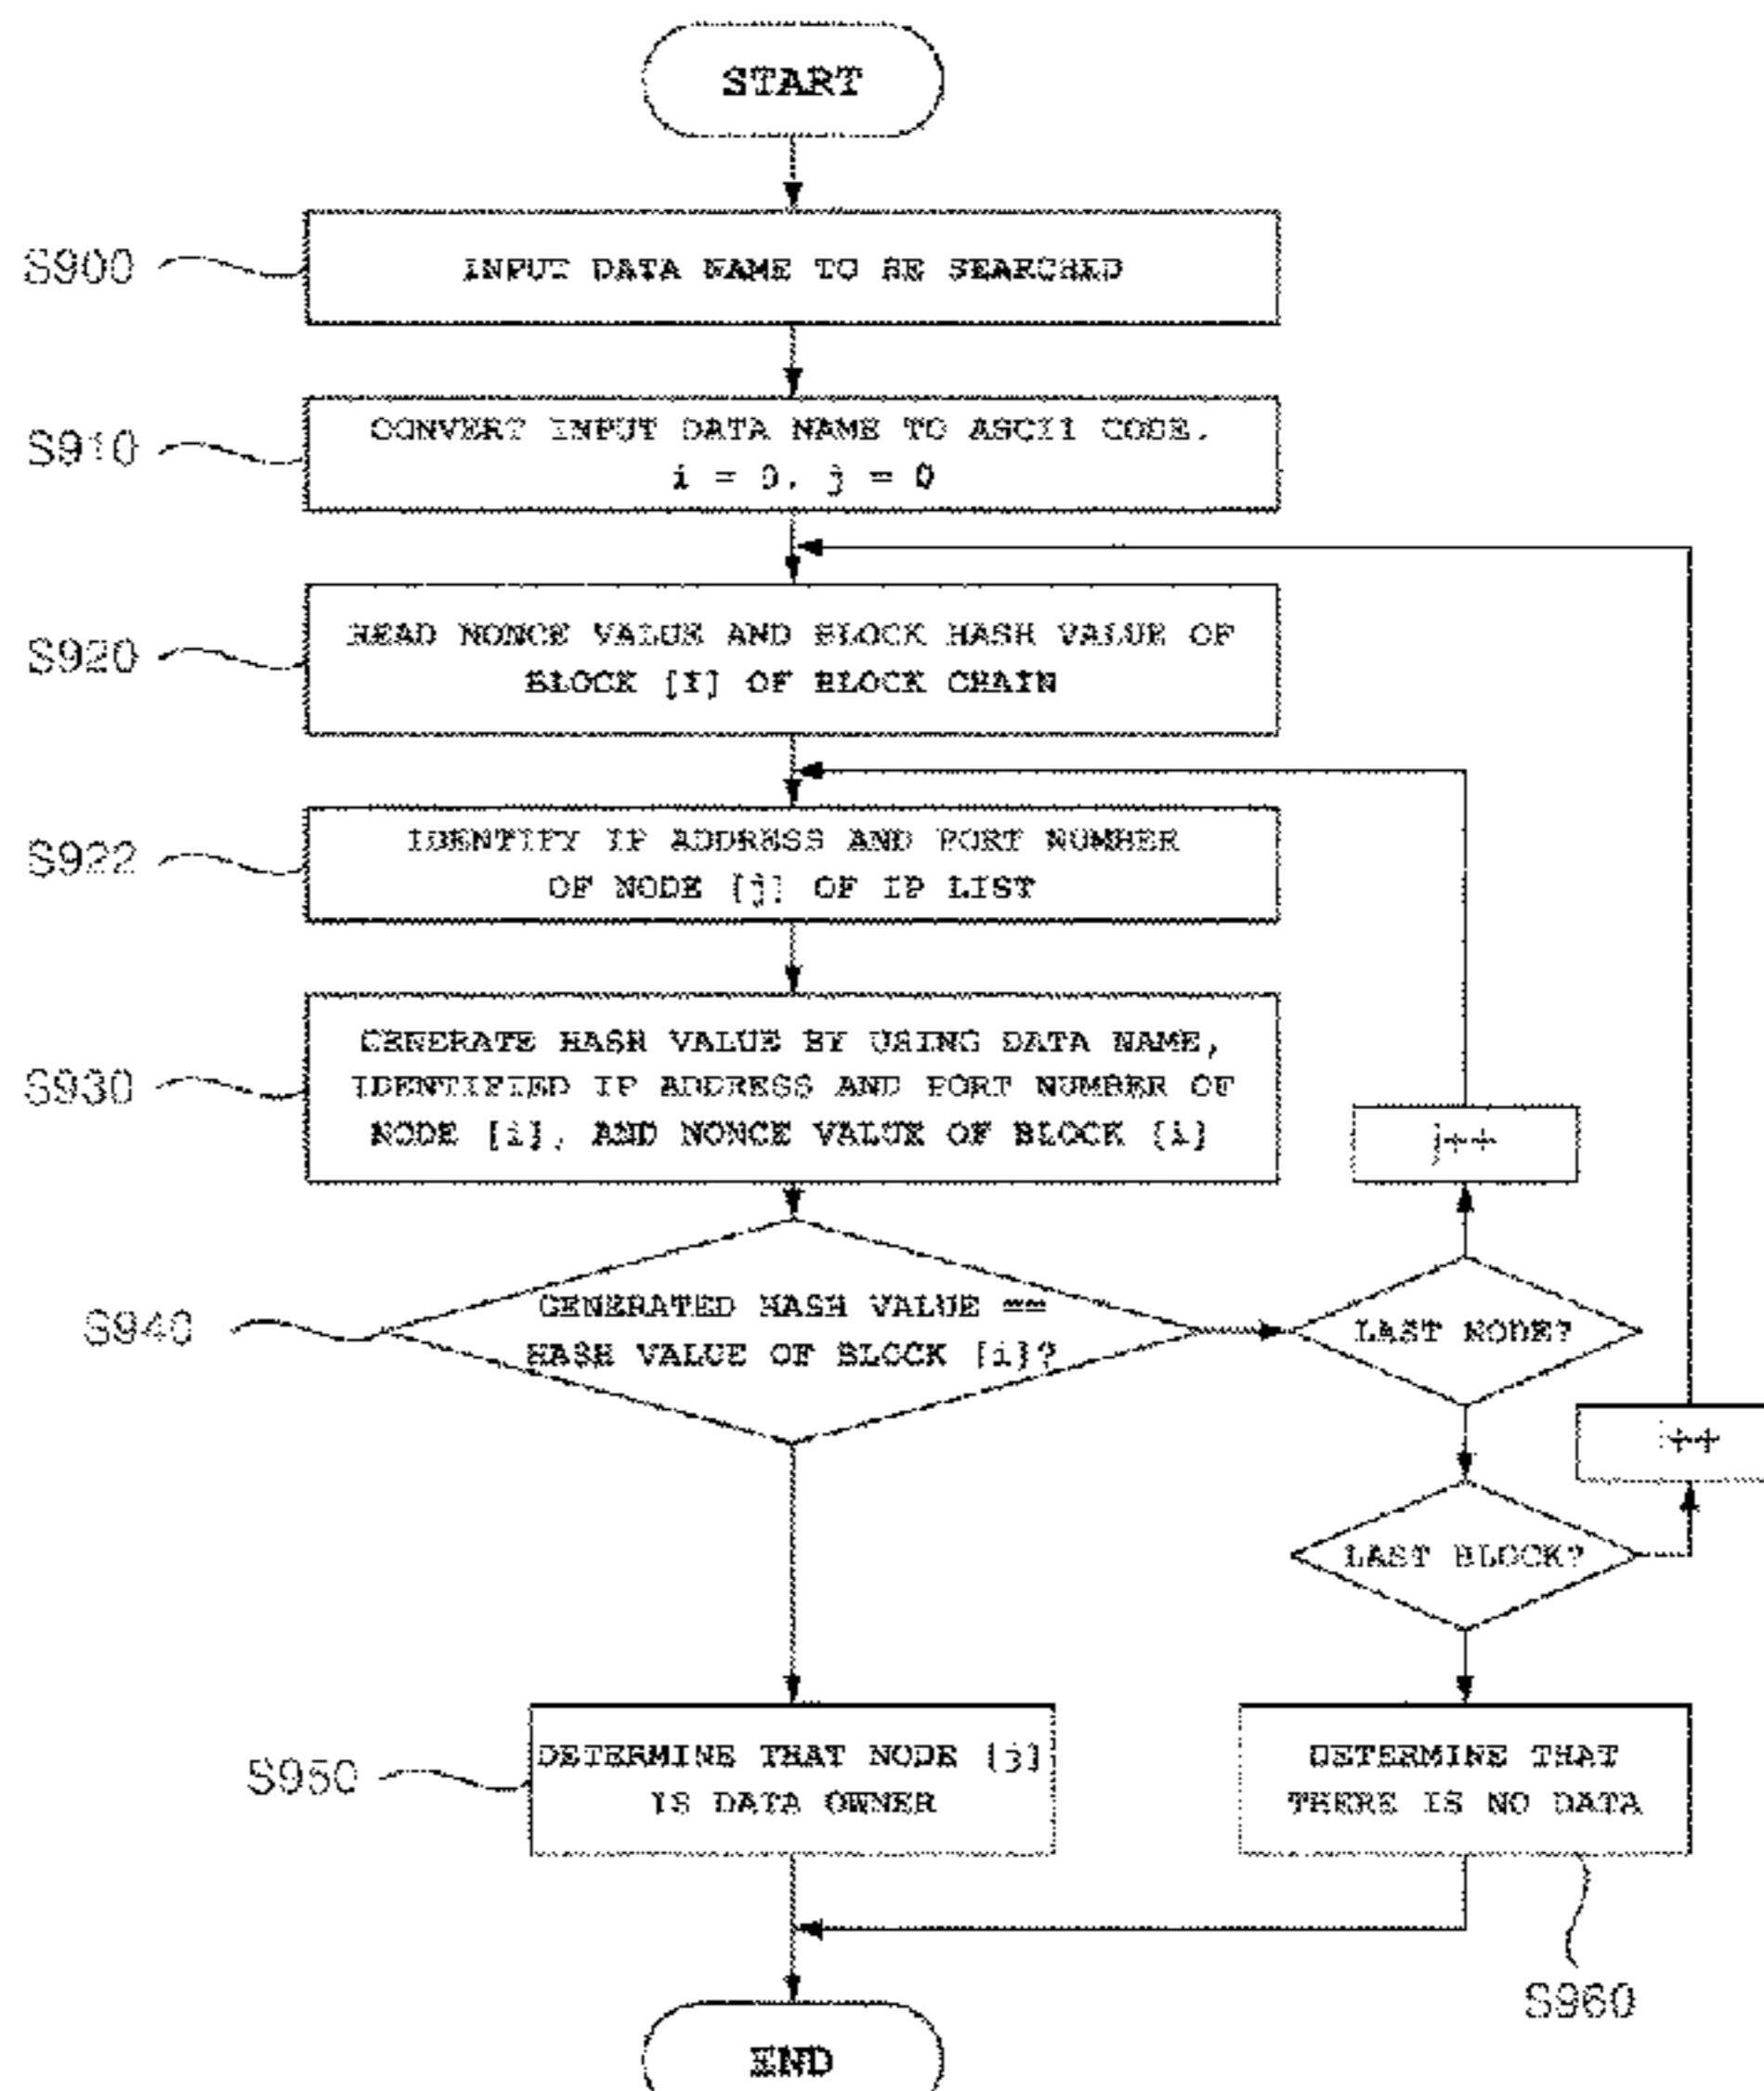 START
S900
INPUT DATA NAME TO BE SEARCHED
S910
CONVERT INPUT DATA NAME TO ASCII CODE,
i = 0, j = 0
S920
READ NONCE VALUE AND BLOCK HASH VALUE OF
BLOCK [I] OF BLOCK CHAIN
S922
IDENTIFY IP ADDRESS AND PORT NUMBER
OF NODE [j] OF IP LIST
S930
GENERATE HASH VALUE BY USING DATA NAME,
IDENTIFIED IP ADDRESS AND PORT NUMBER OF
NODE [i], AND NONCE VALUE OF BLOCK [i]
j++
S940
GENERATED HASH VALUE ==
HASH VALUE OF BLOCK [i]?
LAST NODE?
i++
LAST BLOCK?
S950
DETERMINE THAT NODE [j]
IS DATA OWNER
DETERMINE THAT
THERE IS NO DATA
S960
END